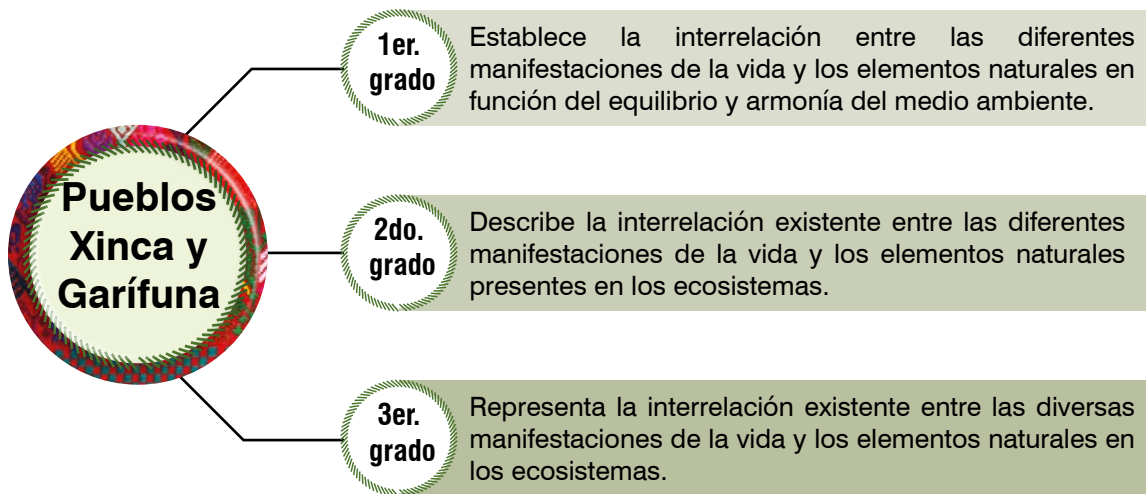 Pueblos
Xinca y
Garífuna
1er.
grado
Establece la interrelación entre las diferentes
manifestaciones de la vida y los elementos naturales en
función del equilibrio y armonía del medio ambiente.
2do.
grado
Describe la interrelación existente entre las diferentes
manifestaciones de la vida y los elementos naturales
presentes en los ecosistemas.
3er.
grado
Representa la interrelación existente entre las diversas
manifestaciones de la vida y los elementos naturales en
los ecosistemas.